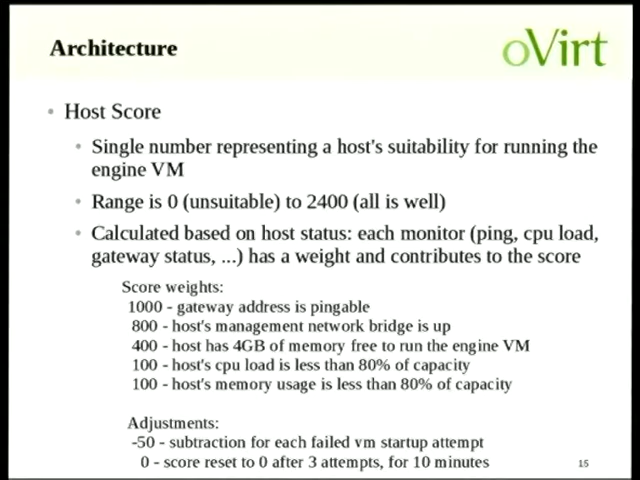 Architecture
oVirt
• Host Score
• Single number representing a host's suitability for running the
engine VM
• Range is 0 (unsuitable) to 2400 (all is well)
• Calculated based on host status: each monitor (ping, cpu load,
gateway status, ...) has a weight and contributes to the score
Score weights:
1000 - gateway address is pingable
800 - host's management network bridge is up
400 - host has 4GB of memory free to run the engine VM
100 - host's cpu load is less than 80% of capacity
100 - host's memory usage is less than 80% of capacity
Adjustments:
-50 - subtraction for each failed vm startup attempt
0 - score reset to 0 after 3 attempts, for 10 minutes
15